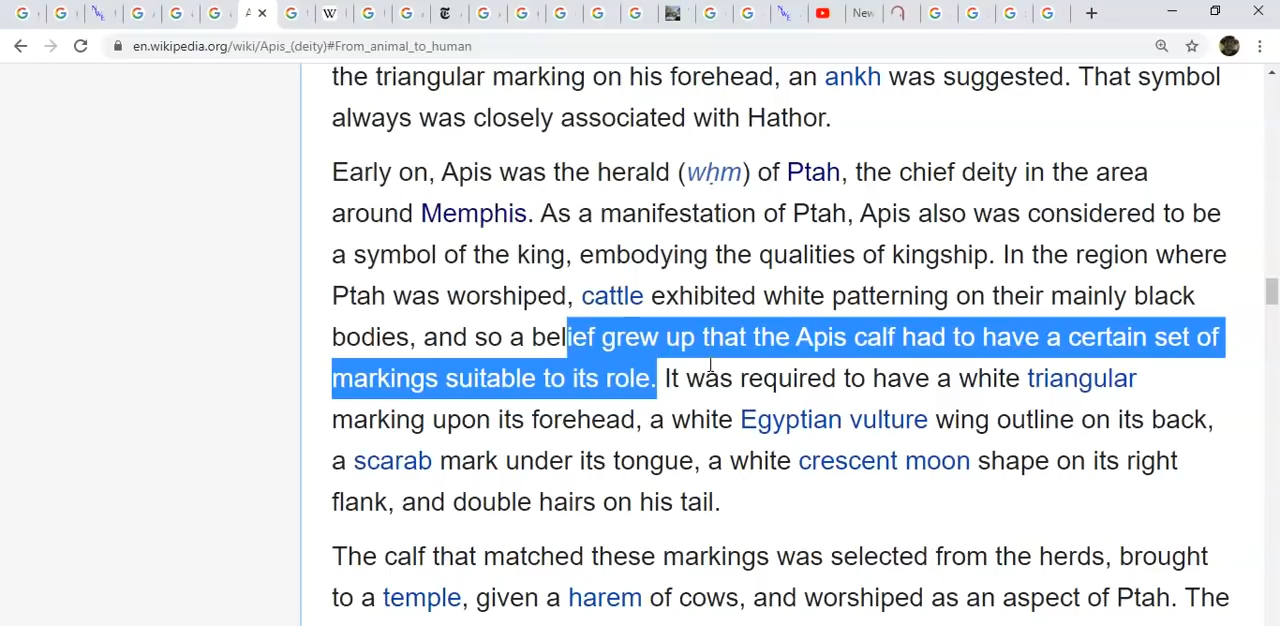 New
en.wikipedia.org/wiki/Apis_(deity)#From_animal_to_human
the triangular marking on his forehead, an ankh was suggested. That symbol
always was closely associated with Hathor.
Early on, Apis was the herald (wḥm) of Ptah, the chief deity in the area
around Memphis. As a manifestation of Ptah, Apis also was considered to be
a symbol of the king, embodying the qualities of kingship. In the region where
Ptah was worshiped, cattle exhibited white patterning on their mainly black
bodies, and so a belief grew up that the Apis calf had to have a certain set of
markings suitable to its role. It was required to have a white triangular
marking upon its forehead, a white Egyptian vulture wing outline on its back,
a scarab mark under its tongue, a white crescent moon shape on its right
flank, and double hairs on his tail.
The calf that matched these markings was selected from the herds, brought
to a temple, given a harem of cows, and worshiped as an aspect of Ptah. The